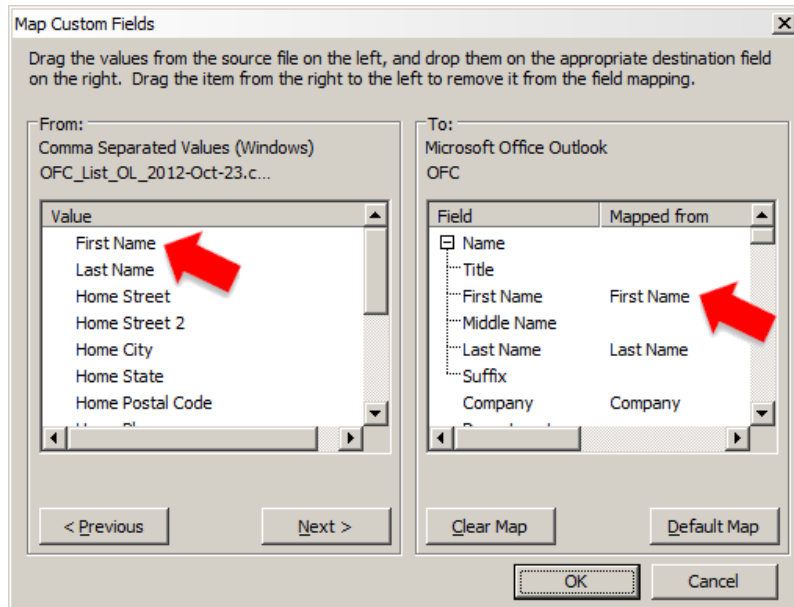 Map Custom Fields
Drag the values from the source file on the left, and drop them on the appropriate destination field
on the right. Drag the item from the right to the left to remove it from the field mapping.
From:
Comma Separated Values (Windows)
OFC_List_OL_2012-Oct-23.c...
Value
First Name
Last Name
Home Street
Home Street 2
Home City
Home State
Home Postal Code
< Previous
Next >
To:
Microsoft Office Outlook
OFC
Field Mapped from
Name
Title
First Name First Name
Middle Name
Last Name Last Name
Suffix
Company Company
Clear Map
Default Map
OK
Cancel